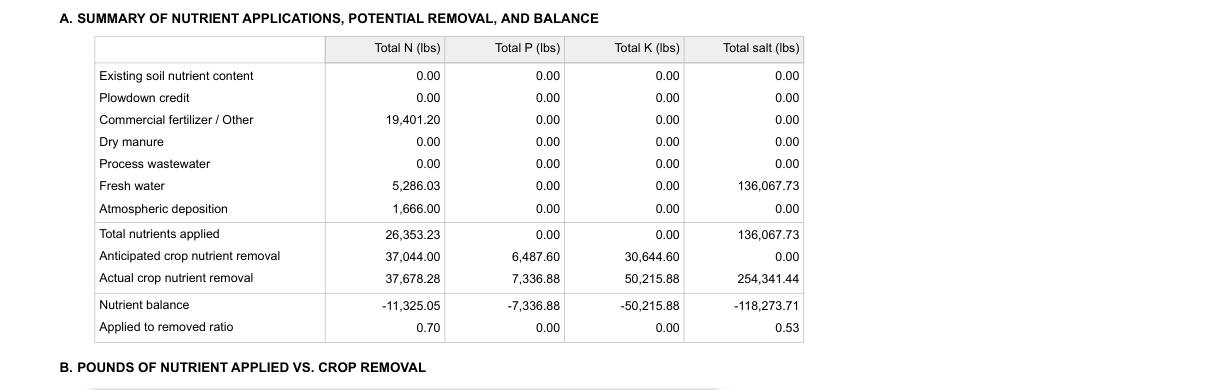 A. SUMMARY OF NUTRIENT APPLICATIONS, POTENTIAL REMOVAL, AND BALANCE
Total N (lbs) Total P (lbs) Total K (lbs) Total salt (lbs)
Existing soil nutrient content 0.00 0.00 0.00 0.00
Plowdown credit 0.00 0.00 0.00 0.00
Commercial fertilizer / Other 19,401.20 0.00 0.00 0.00
Dry manure 0.00 0.00 0.00 0.00
Process wastewater 0.00 0.00 0.00 0.00
Fresh water 5,286.03 0.00 0.00 136,067.73
Atmospheric deposition 1,666.00 0.00 0.00 0.00
Total nutrients applied 26,353.23 0.00 0.00 136,067.73
Anticipated crop nutrient removal 37,044.00 6,487.60 30,644.60 0.00
Actual crop nutrient removal 37,678.28 7,336.88 50,215.88 254,341.44
Nutrient balance -11,325.05 -7,336.88 -50,215.88 -118,273.71
Applied to removed ratio 0.70 0.00 0.00 0.53
B. POUNDS OF NUTRIENT APPLIED VS. CROP REMOVAL